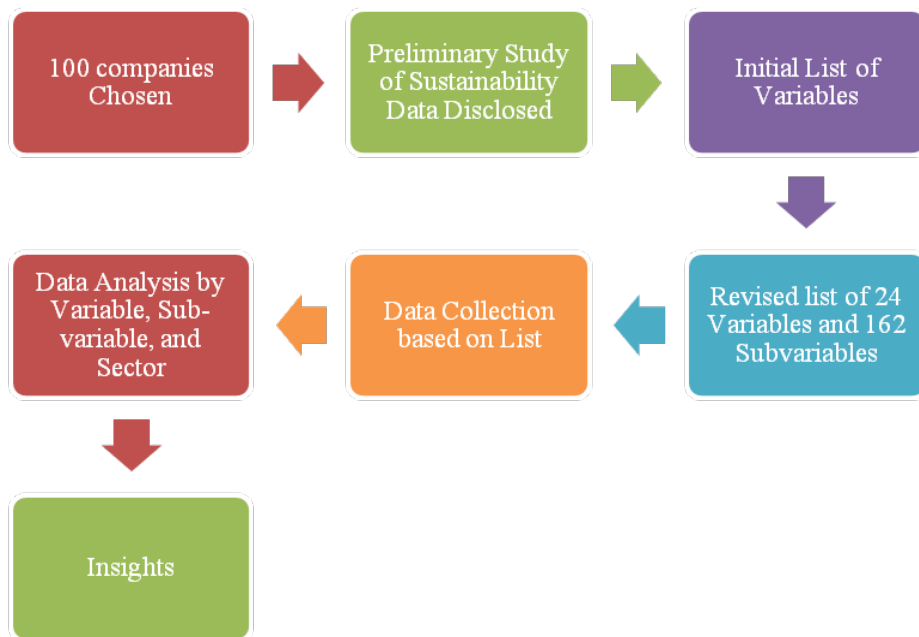 100 companies
Chosen
Preliminary Study
of Sustainability
Data Disclosed
Initial List of
Variables
Revised list of 24
Variables and 162
Subvariables
Data Collection
based on List
Data Analysis by
Variable, Sub-
variable, and
Sector
Insights